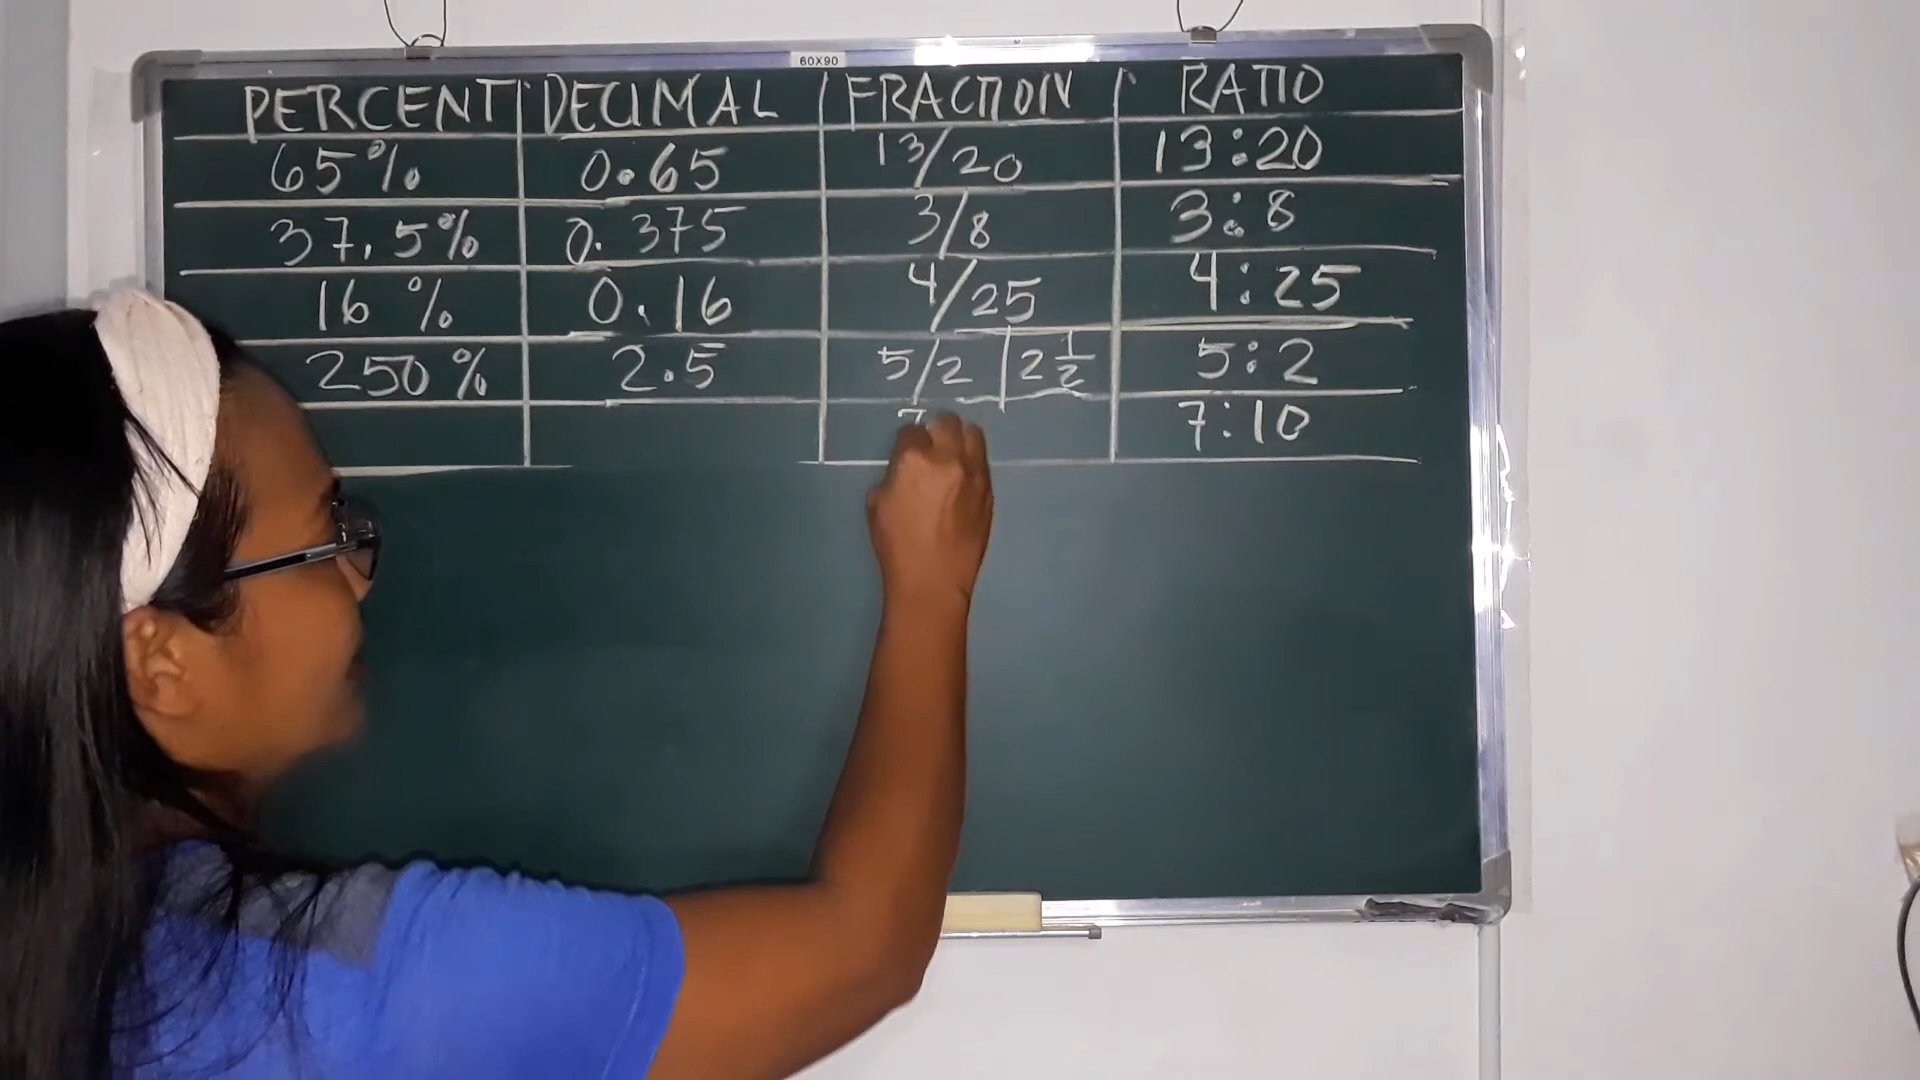 60X90
PERCENT DECIMAL FRACTION RATIO
65% 0.65 13/20 13:20
37.5% 0.375 3/8 3:8
16% 0.16 4/25 4:25
250% 2.5 5/2 | 2 1/2 5:2
7 7:10